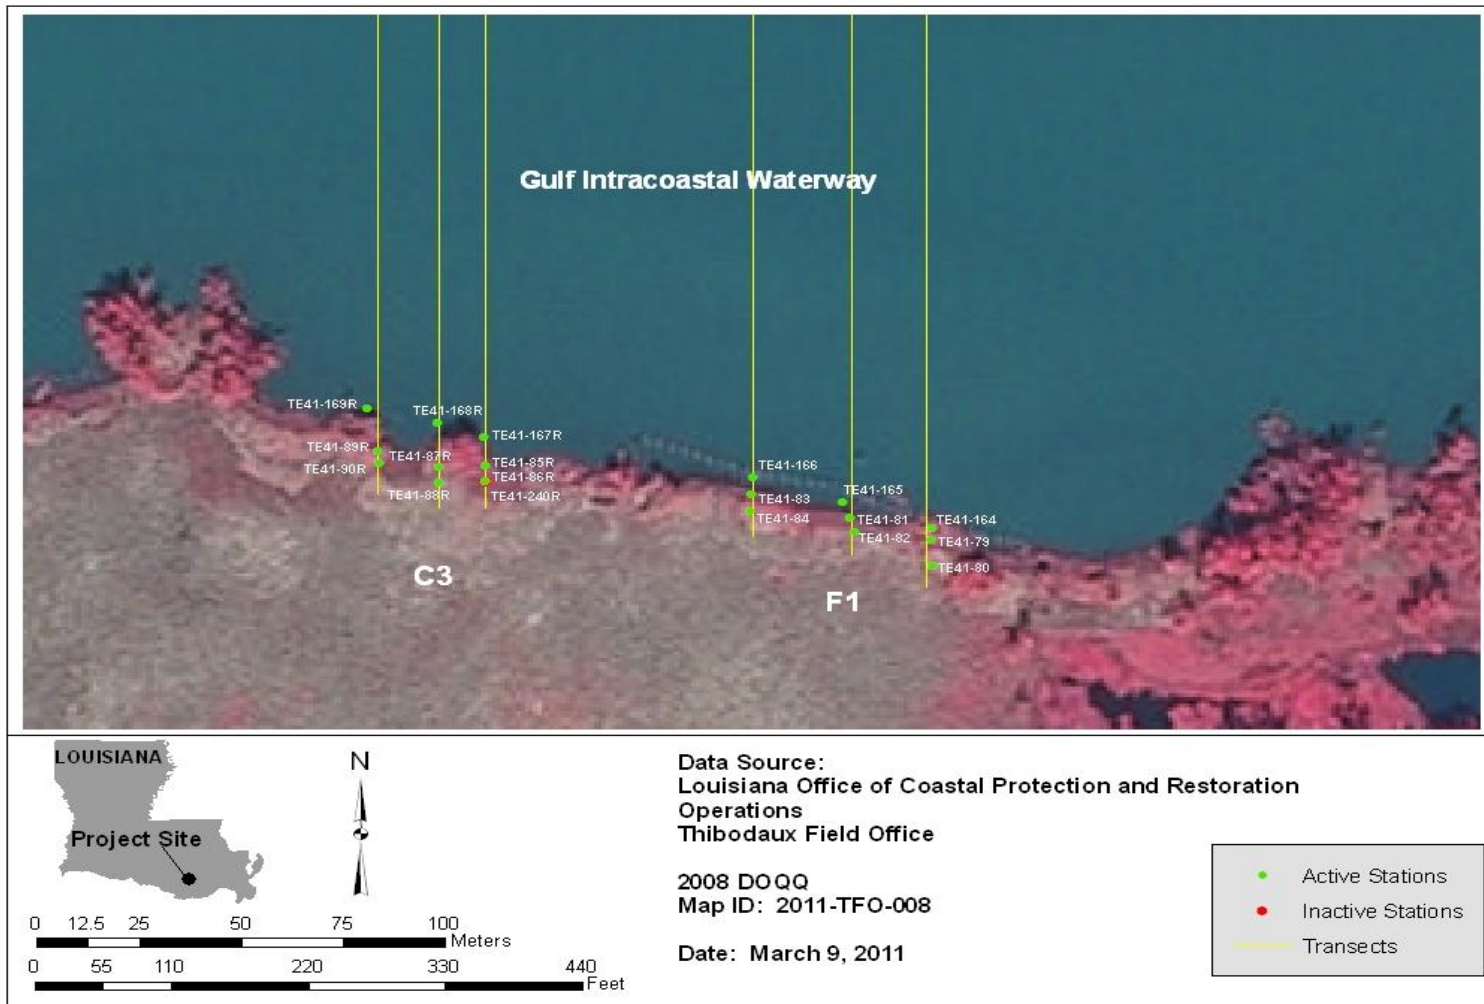 Gulf Intracoastal Waterway
TE41-169R
TE41-168R
TE41-167R
TE41-89R
TE41-87R
TE41-85R
TE41-90R
TE41-86R
TE41-88R
TE41-240R
TE41-166
TE41-83
TE41-165
TE41-84
TE41-81
TE41-164
TE41-82
TE41-79
TE41-80
C3
F1
LOUISIANA
Project Site
N
0 12.5 25 50 75 100
Meters
0 55 110 220 330 440
Feet
Data Source:
Louisiana Office of Coastal Protection and Restoration
Operations
Thibodaux Field Office
2008 DOQQ
Map ID: 2011-TFO-008
Date: March 9, 2011
Active Stations
Inactive Stations
Transects